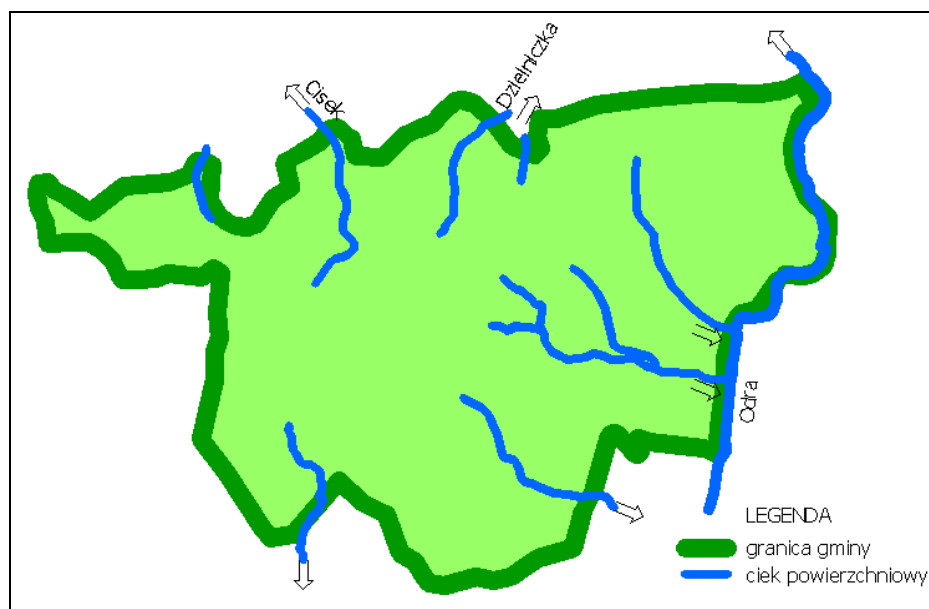 Cisek
Dzielniczka
Odra
LEGENDA
granica gminy
ciek powierzchniowy